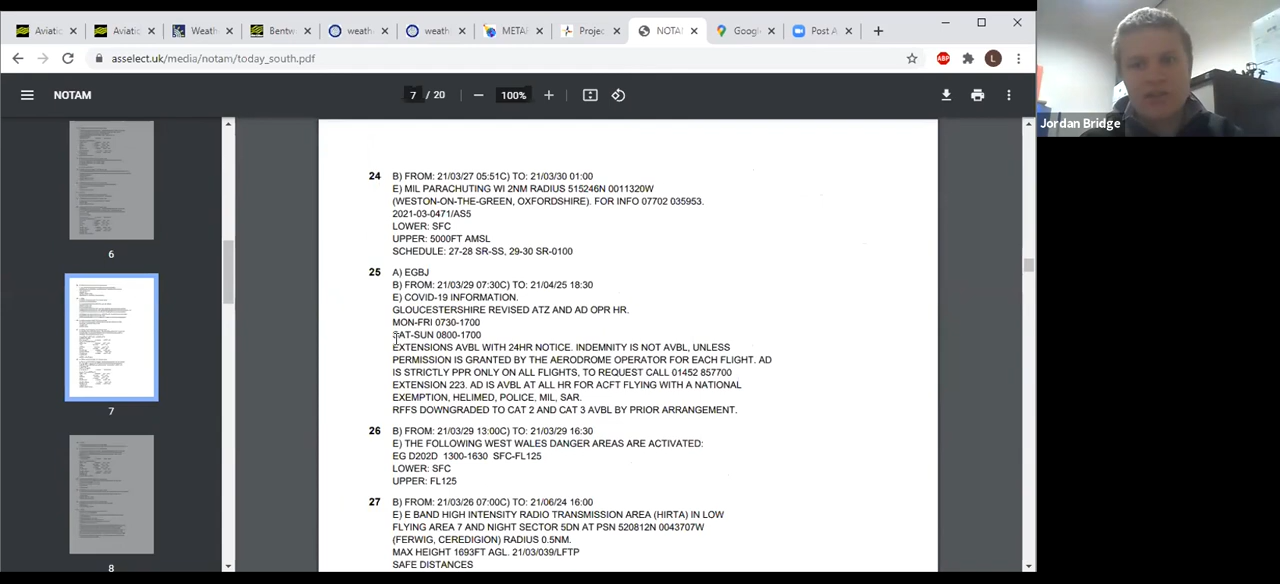 Aviatic
Aviatic
Weath
Bentw
weath
weath
META
Projec
NOTA
Googl
Post A
asselect.uk/media/notam/today_south.pdf
ABP
L
NOTAM
7 / 20
100%
Jordan Bridge
6
7
8
24 B) FROM: 21/03/27 05:51C) TO: 21/03/30 01:00
E) MIL PARACHUTING WI 2NM RADIUS 515246N 0011320W
(WESTON-ON-THE-GREEN, OXFORDSHIRE). FOR INFO 07702 035953.
2021-03-0471/AS5
LOWER: SFC
UPPER: 5000FT AMSL
SCHEDULE: 27-28 SR-SS, 29-30 SR-0100
25 A) EGBJ
B) FROM: 21/03/29 07:30C) TO: 21/04/25 18:30
E) COVID-19 INFORMATION.
GLOUCESTERSHIRE REVISED ATZ AND AD OPR HR.
MON-FRI 0730-1700
SAT-SUN 0800-1700
EXTENSIONS AVBL WITH 24HR NOTICE. INDEMNITY IS NOT AVBL, UNLESS
PERMISSION IS GRANTED BY THE AERODROME OPERATOR FOR EACH FLIGHT. AD
IS STRICTLY PPR ONLY ON ALL FLIGHTS, TO REQUEST CALL 01452 857700
EXTENSION 223. AD IS AVBL AT ALL HR FOR ACFT FLYING WITH A NATIONAL
EXEMPTION, HELIMED, POLICE, MIL, SAR.
RFFS DOWNGRADED TO CAT 2 AND CAT 3 AVBL BY PRIOR ARRANGEMENT.
26 B) FROM: 21/03/29 13:00C) TO: 21/03/29 16:30
E) THE FOLLOWING WEST WALES DANGER AREAS ARE ACTIVATED:
EG D202D 1300-1630 SFC-FL125
LOWER: SFC
UPPER: FL125
27 B) FROM: 21/03/26 07:00C) TO: 21/06/24 16:00
E) E BAND HIGH INTENSITY RADIO TRANSMISSION AREA (HIRTA) IN LOW
FLYING AREA 7 AND NIGHT SECTOR 5DN AT PSN 520812N 0043707W
(FERWIG, CEREDIGION) RADIUS 0.5NM.
MAX HEIGHT 1693FT AGL. 21/03/039/LFTP
SAFE DISTANCES